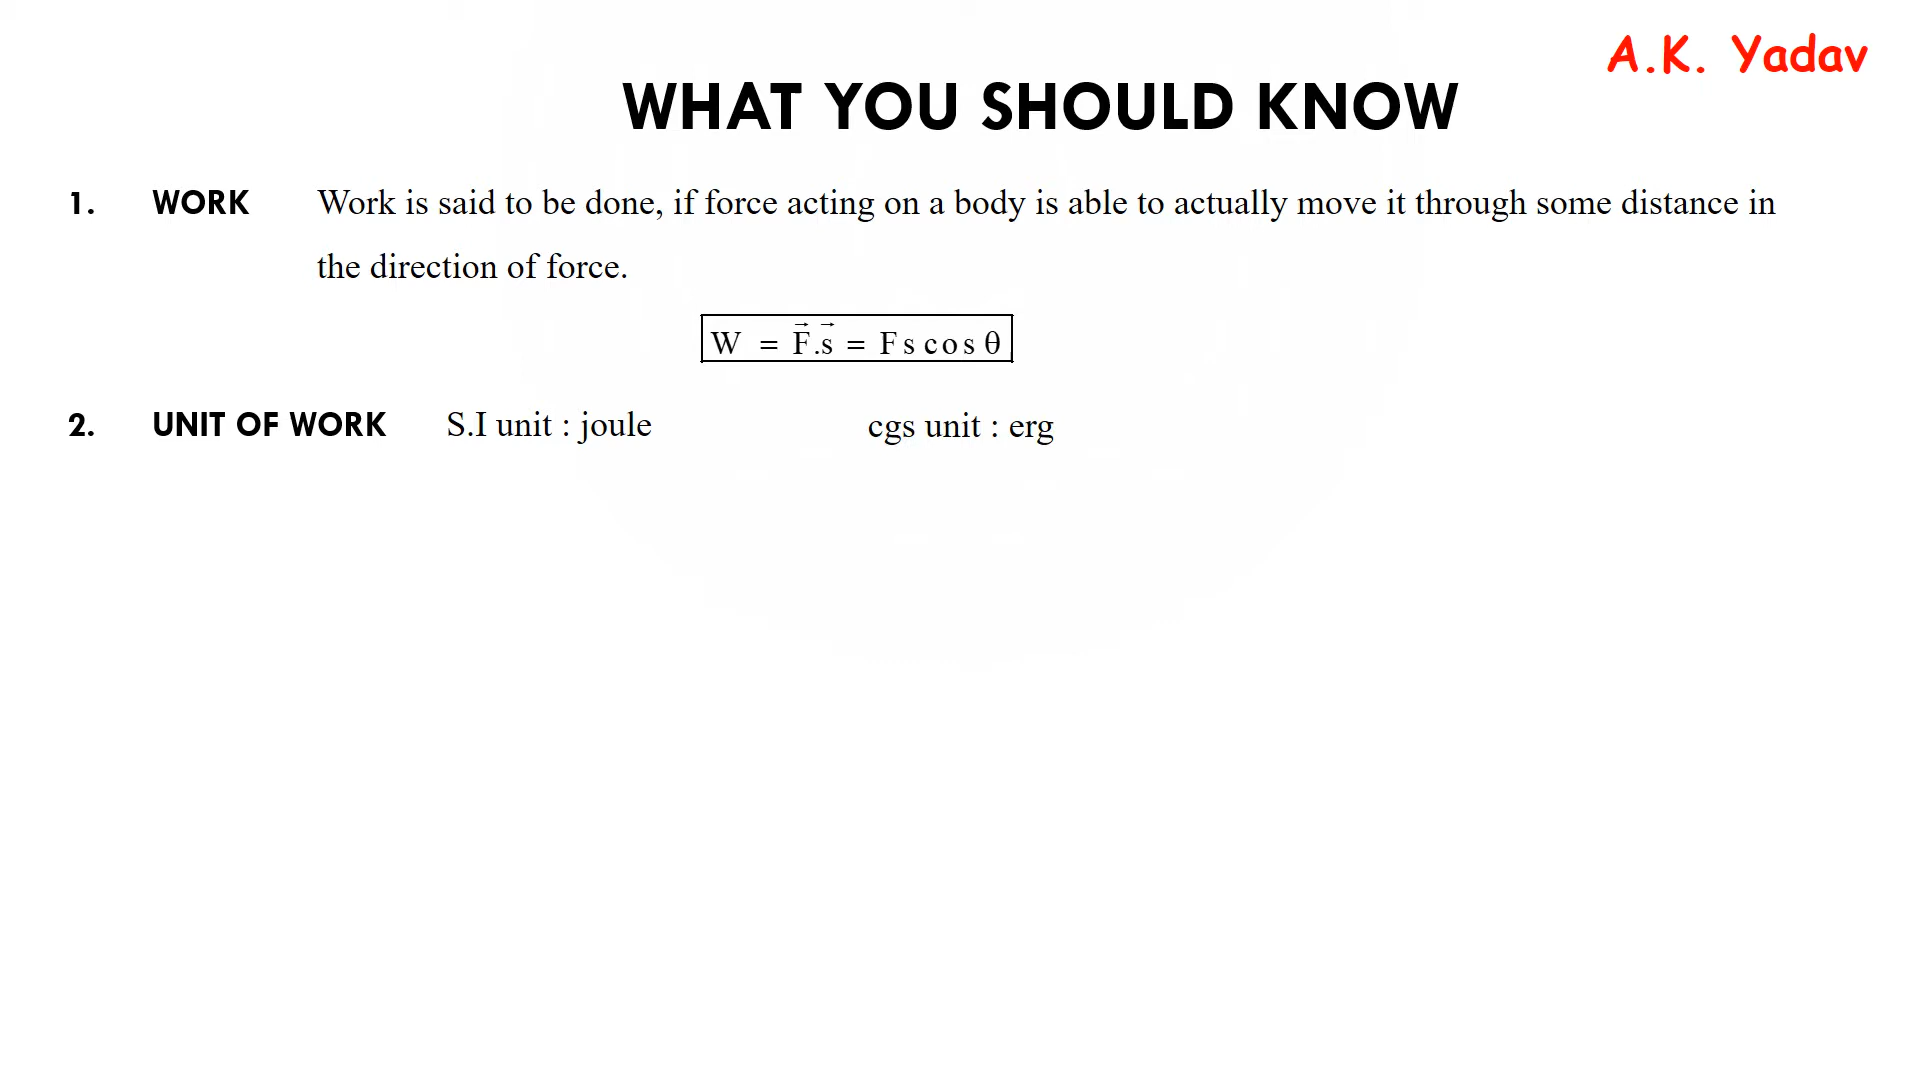 A.K. Yadav
WHAT YOU SHOULD KNOW
1. WORK Work is said to be done, if force acting on a body is able to actually move it through some distance in
the direction of force.
W = F⃗.s⃗ = F s cos θ
2. UNIT OF WORK S.I unit : joule cgs unit : erg